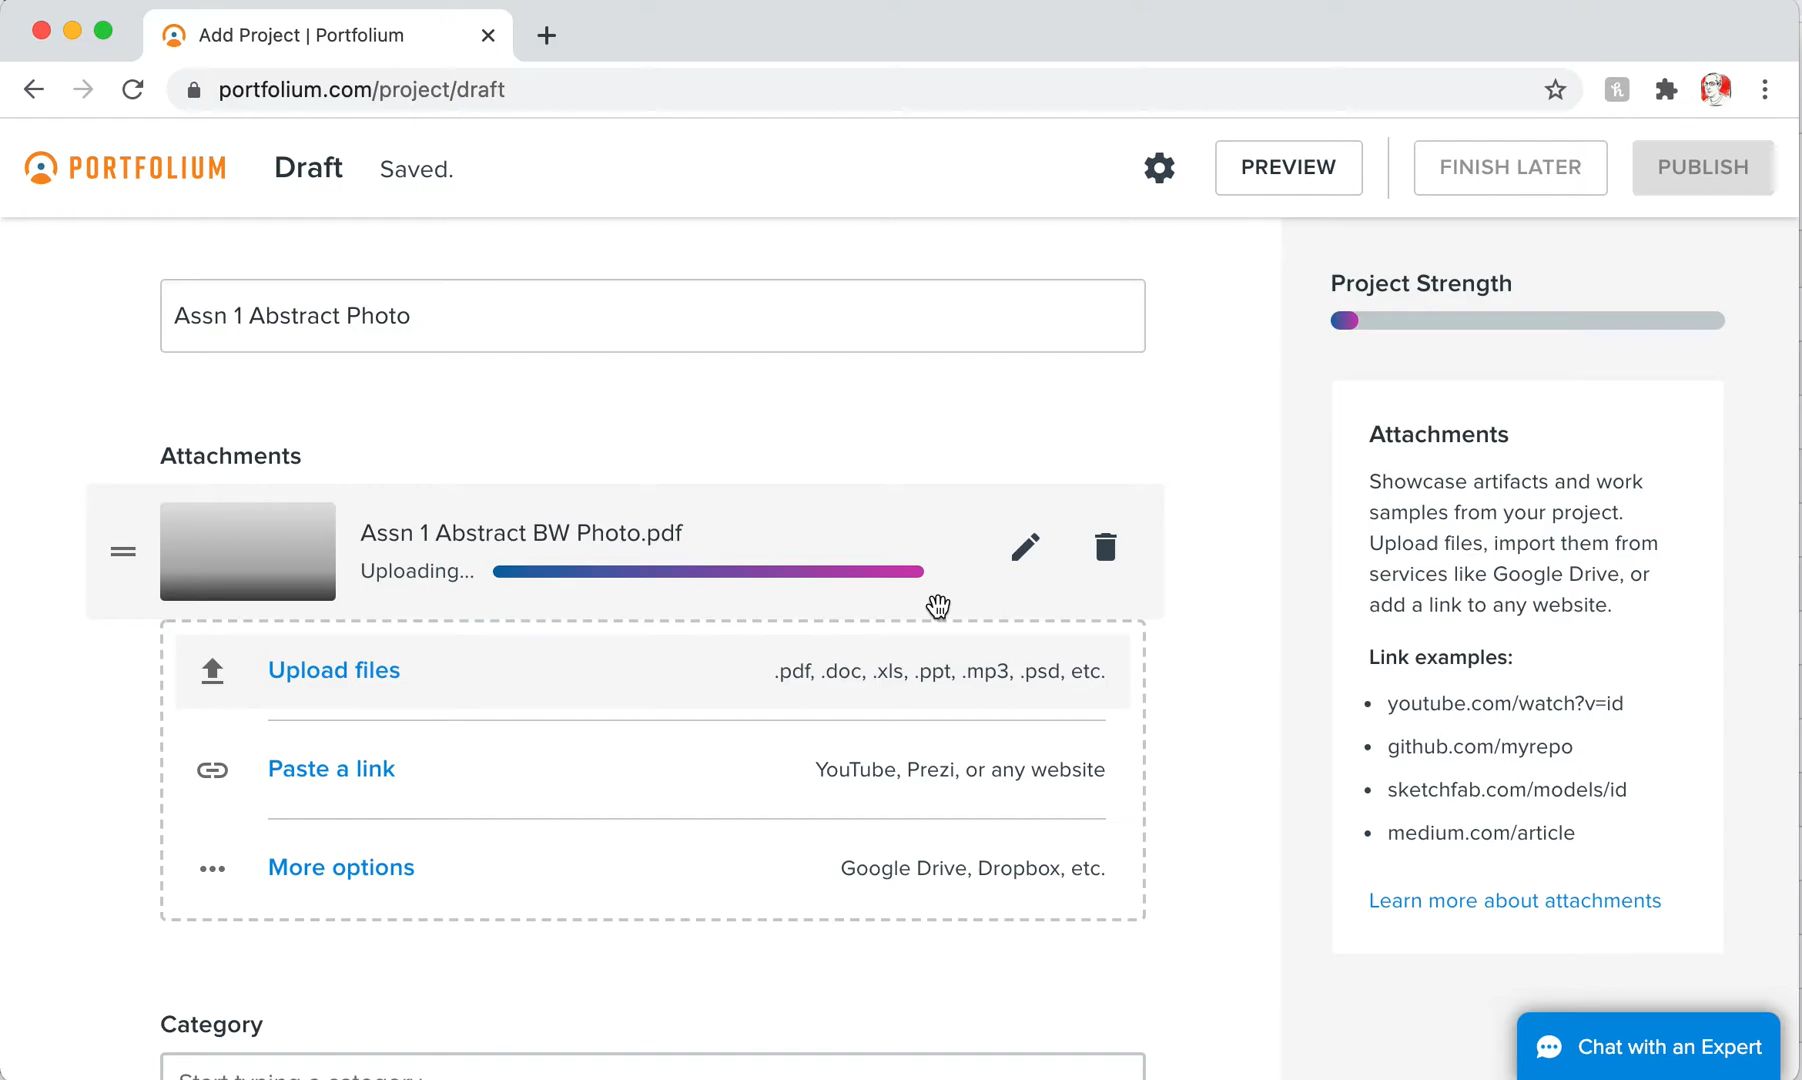 Add Project | Portfolium
portfolium.com/project/draft
PORTFOLIUM
Draft
Saved.
PREVIEW
FINISH LATER
PUBLISH
Assn 1 Abstract Photo
Project Strength
Attachments
Assn 1 Abstract BW Photo.pdf
Uploading...
Upload files
.pdf, .doc, .xls, .ppt, .mp3, .psd, etc.
Paste a link
YouTube, Prezi, or any website
More options
Google Drive, Dropbox, etc.
Category
Start typing a category
Attachments
Showcase artifacts and work
samples from your project.
Upload files, import them from
services like Google Drive, or
add a link to any website.
Link examples:
• youtube.com/watch?v=id
• github.com/myrepo
• sketchfab.com/models/id
• medium.com/article
Learn more about attachments
Chat with an Expert